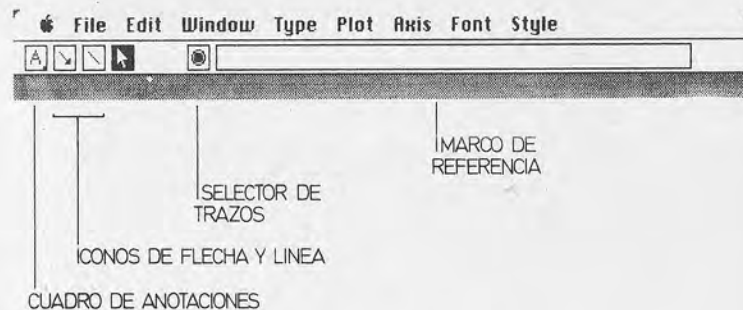 File Edit Window Type Plot Axis Font Style
A
MARCO DE
REFERENCIA
SELECTOR DE
TRAZOS
ICONOS DE FLECHA Y LINEA
CUADRO DE ANOTACIONES